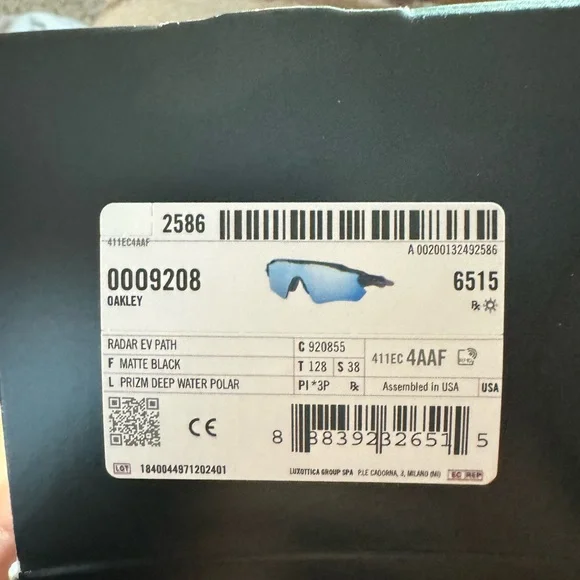 2586
411EC4AAF
A 00200132492586
0009208
OAKLEY
6515
Rx
RADAR EV PATH
C 920855
F MATTE BLACK
T 128 S 38
411EC 4AAF
L PRIZM DEEP WATER POLAR
PI *3P Rx
Assembled in USA
USA
CE
8 88392 32651 5
LOT 1840044971202401
LUXOTTICA GROUP SPA P.LE CADORNA, 3, MILANO (MI) EC REP